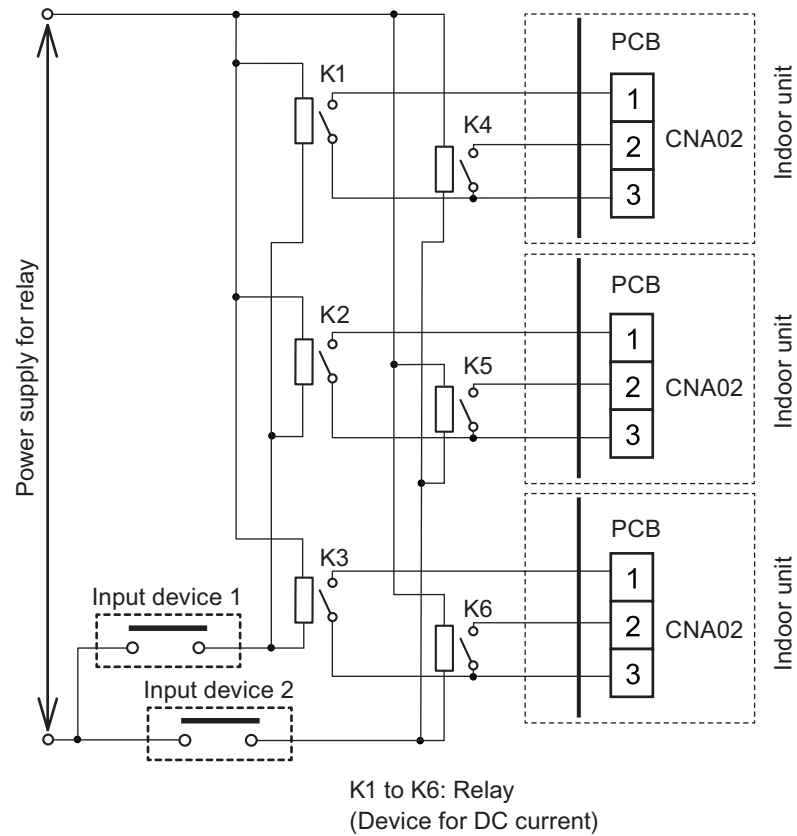 Power supply for relay
K1
K4
PCB
1
2
3
CNA02
Indoor unit
K2
K5
PCB
1
2
3
CNA02
Indoor unit
K3
K6
PCB
1
2
3
CNA02
Indoor unit
Input device 1
Input device 2
K1 to K6: Relay
(Device for DC current)